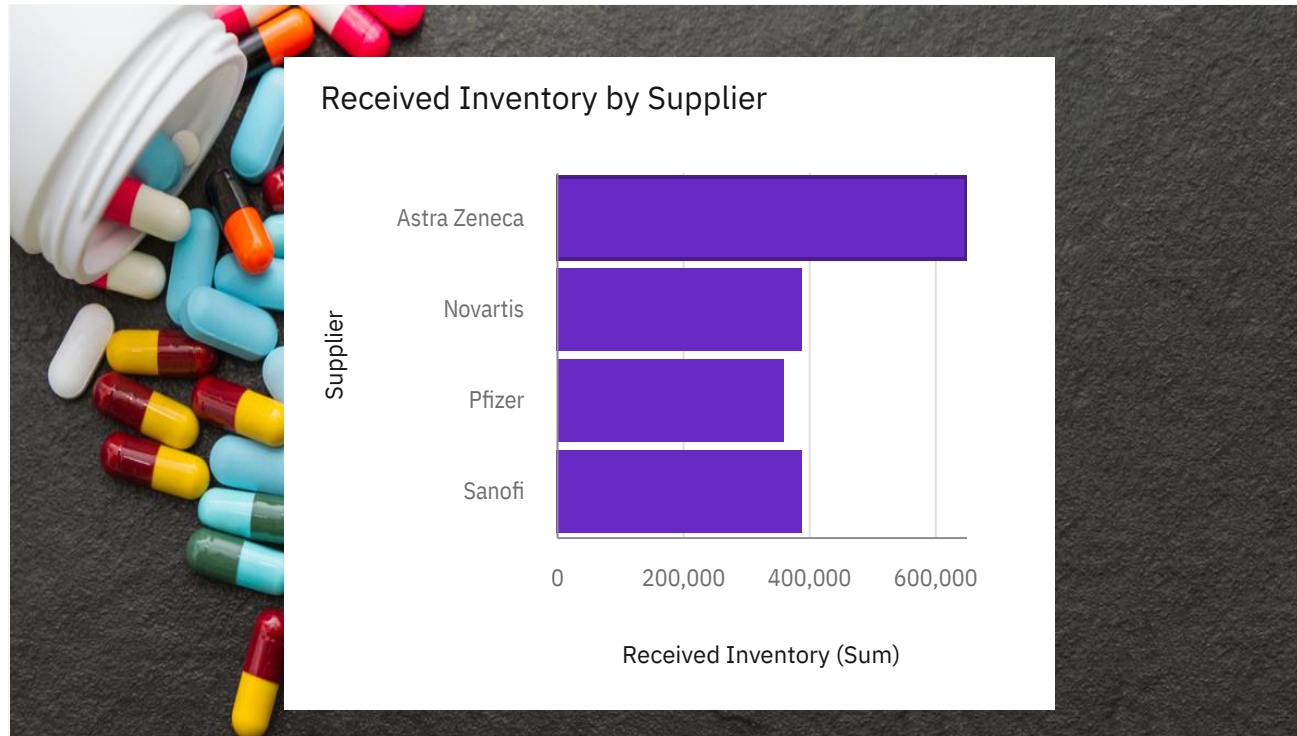 Received Inventory by Supplier
Supplier
Astra Zeneca
Novartis
Pfizer
Sanofi
0 200,000 400,000 600,000
Received Inventory (Sum)